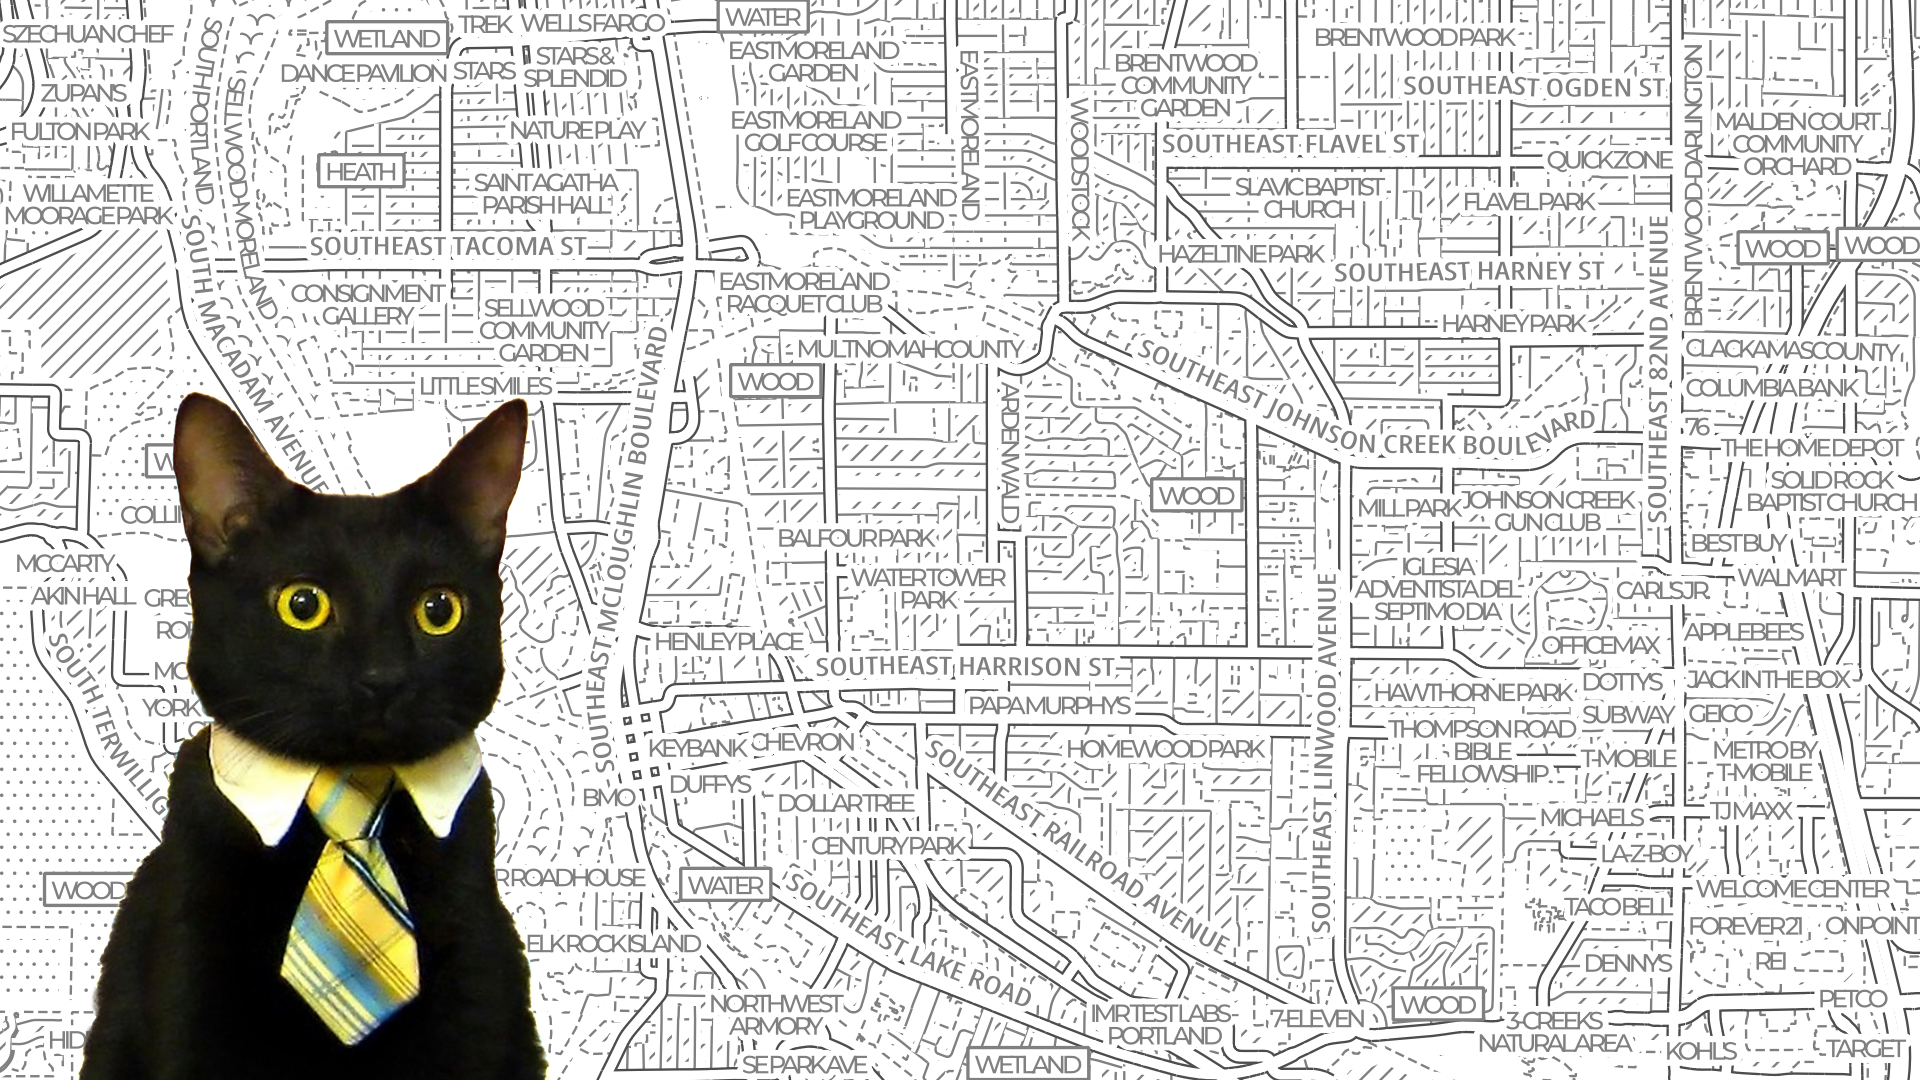 SZECHUAN CHEF
ZUPAN'S
FULTON PARK
WILLAMETTE
MOORAGE PARK
SOUTH PORTLAND
SELLWOOD-MORELAND
SOUTH MACADAM AVENUE
WETLAND
DANCE PAVILION
TREK
WELLS FARGO
STARS
STARS &
SPLENDID
NATURE PLAY
HEATH
SAINT AGATHA
PARISH HALL
SOUTHEAST TACOMA ST
CONSIGNMENT
GALLERY
SELLWOOD
COMMUNITY
GARDEN
LITTLE SMILES
WATER
EASTMORELAND
GARDEN
EASTMORELAND
GOLF COURSE
EASTMORELAND
PLAYGROUND
EASTMORELAND
EASTMORELAND
RACQUET CLUB
MULTNOMAH COUNTY
WOOD
WOODSTOCK
BRENTWOOD
COMMUNITY
GARDEN
BRENTWOOD PARK
SOUTHEAST OGDEN ST
SOUTHEAST FLAVEL ST
QUICK ZONE
SLAVIC BAPTIST
CHURCH
FLAVEL PARK
HAZELTINE PARK
SOUTHEAST HARNEY ST
HARNEY PARK
BRENTWOOD-DARLINGTON
SOUTHEAST 82ND AVENUE
MALDEN COURT
COMMUNITY
ORCHARD
WOOD
WOOD
CLACKAMAS COUNTY
COLUMBIA BANK
76
THE HOME DEPOT
SOLID ROCK
BAPTIST CHURCH
BEST BUY
WALMART
SOUTHEAST JOHNSON CREEK BOULEVARD
ARDENWALD
WOOD
MILL PARK
JOHNSON CREEK
GUN CLUB
IGLESIA
ADVENTISTA DEL
SEPTIMO DIA
CARLS JR
OFFICEMAX
APPLEBEES
DOTTYS
JACK IN THE BOX
BALFOUR PARK
WATER TOWER
PARK
SOUTHEAST MCLOUGHLIN BOULEVARD
HENLEY PLACE
SOUTHEAST HARRISON ST
SOUTHEAST LINWOOD AVENUE
HAWTHORNE PARK
PAPA MURPHYS
THOMPSON ROAD
BIBLE
FELLOWSHIP
SUBWAY
GEICO
T-MOBILE
METRO BY
T-MOBILE
HOMEWOOD PARK
KEYBANK
CHEVRON
DUFFYS
BMO
DOLLAR TREE
CENTURY PARK
SOUTHEAST RAILROAD AVENUE
MICHAELS
TJ MAXX
LA-Z-BOY
WELCOME CENTER
TACO BELL
FOREVER 21
ONPOINT
DENNYS
REI
W
COLLI
MCCARTY
AKIN HALL
GRE
RO
MC
YORK
SOUTH TERWILLIG
WOOD
HID
R ROADHOUSE
WATER
ELK ROCK ISLAND
SOUTHEAST LAKE ROAD
NORTHWEST
ARMORY
SE PARK AVE
WETLAND
IMR TEST LABS
PORTLAND
7-ELEVEN
WOOD
3-CREEKS
NATURAL AREA
PETCO
KOHLS
TARGET